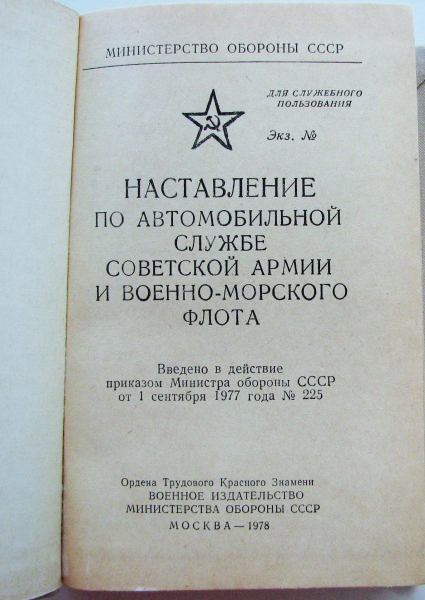 МИНИСТЕРСТВО ОБОРОНЫ СССР
ДЛЯ СЛУЖЕБНОГО
ПОЛЬЗОВАНИЯ
Экз. №
НАСТАВЛЕНИЕ
ПО АВТОМОБИЛЬНОЙ
СЛУЖБЕ
СОВЕТСКОЙ АРМИИ
И ВОЕННО-МОРСКОГО
ФЛОТА
Введено в действие
приказом Министра обороны СССР
от 1 сентября 1977 года № 225
Ордена Трудового Красного Знамени
ВОЕННОЕ ИЗДАТЕЛЬСТВО
МИНИСТЕРСТВА ОБОРОНЫ СССР
МОСКВА — 1978